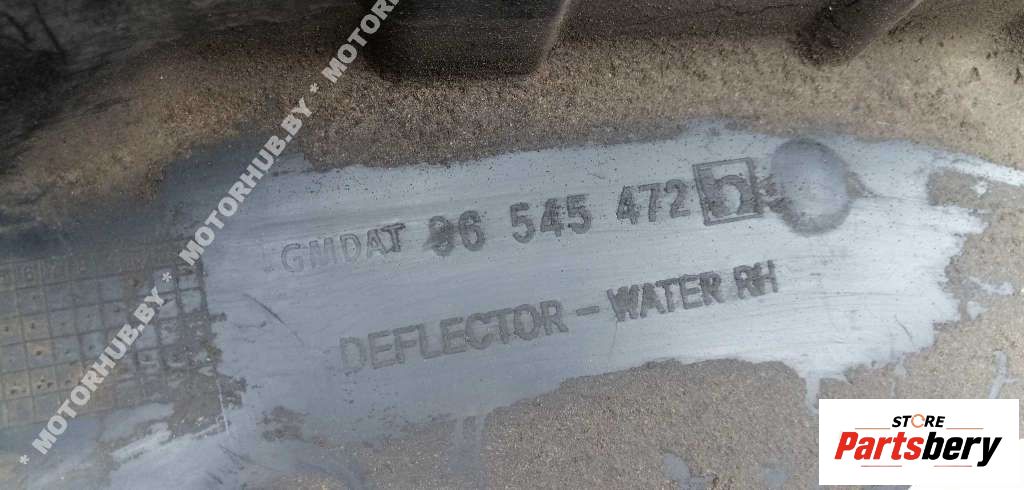 * MOTORHUB.BY * MOTORHUB.BY * MOTORHUB.BY * MOTOR
GMDAT 96 545 472
DEFLECTOR - WATER RH
STORE
Partsbery